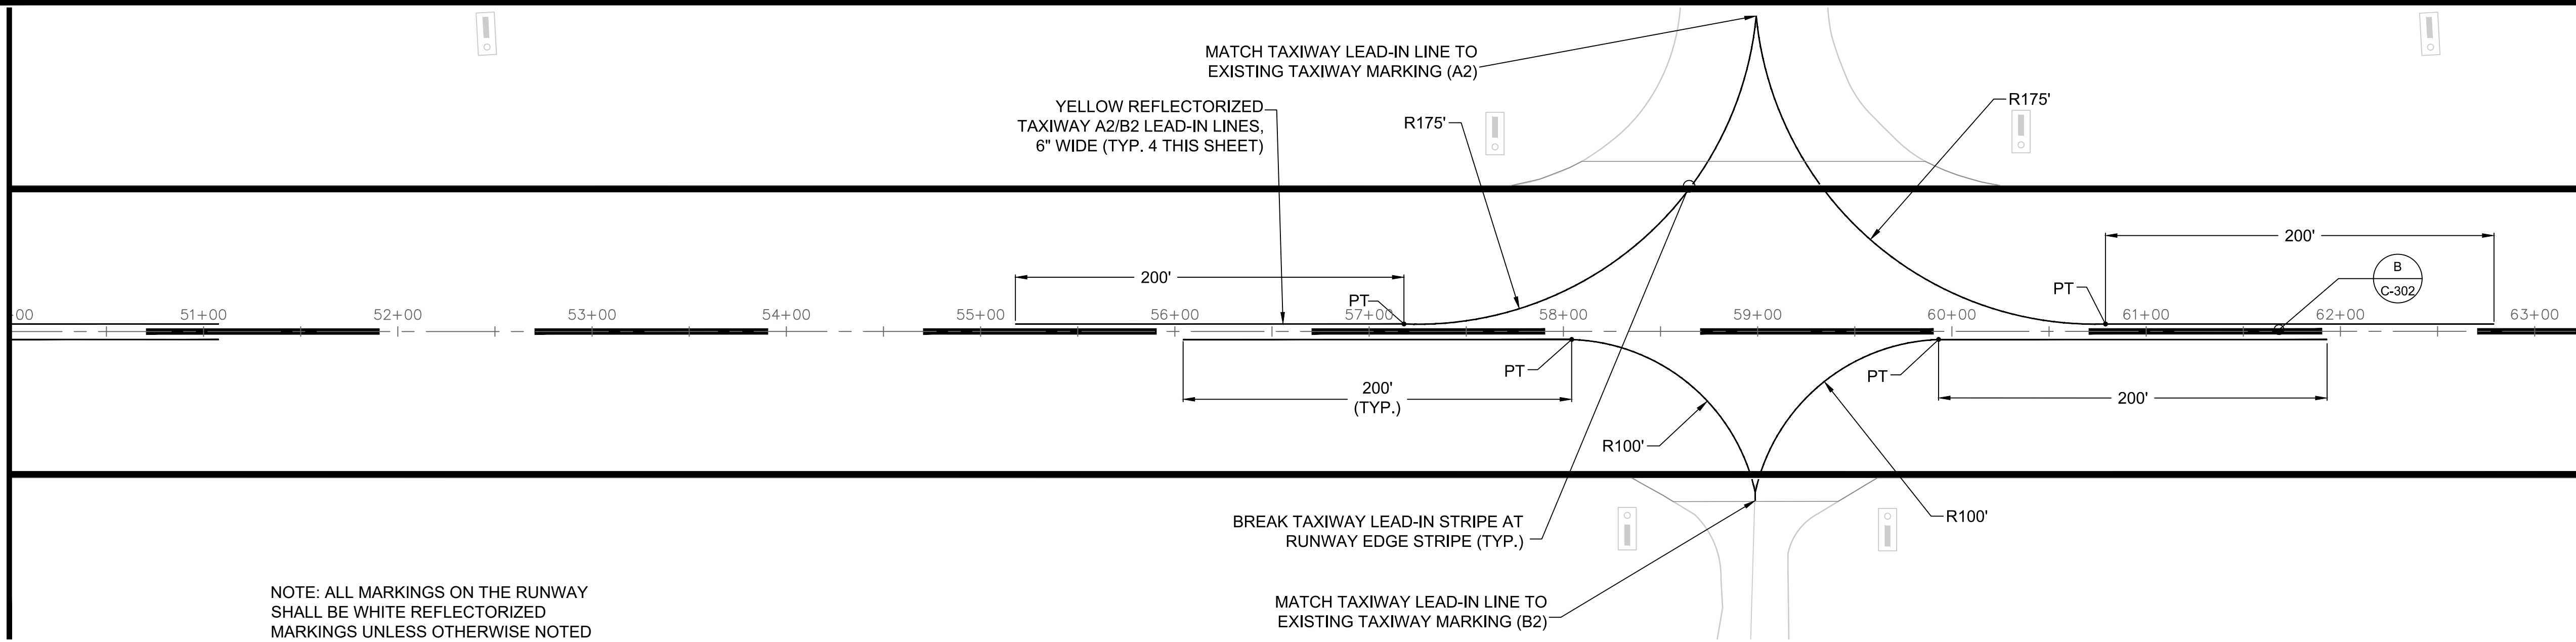 MATCH TAXIWAY LEAD-IN LINE TO
EXISTING TAXIWAY MARKING (A2)
YELLOW REFLECTORIZED
TAXIWAY A2/B2 LEAD-IN LINES,
6" WIDE (TYP. 4 THIS SHEET)
R175'
R175'
200'
200'
B
C-302
PT
PT
00
51+00
52+00
53+00
54+00
55+00
56+00
57+00
58+00
59+00
60+00
61+00
62+00
63+00
PT
PT
200'
(TYP.)
200'
R100'
R100'
BREAK TAXIWAY LEAD-IN STRIPE AT
RUNWAY EDGE STRIPE (TYP.)
NOTE: ALL MARKINGS ON THE RUNWAY
SHALL BE WHITE REFLECTORIZED
MARKINGS UNLESS OTHERWISE NOTED
MATCH TAXIWAY LEAD-IN LINE TO
EXISTING TAXIWAY MARKING (B2)